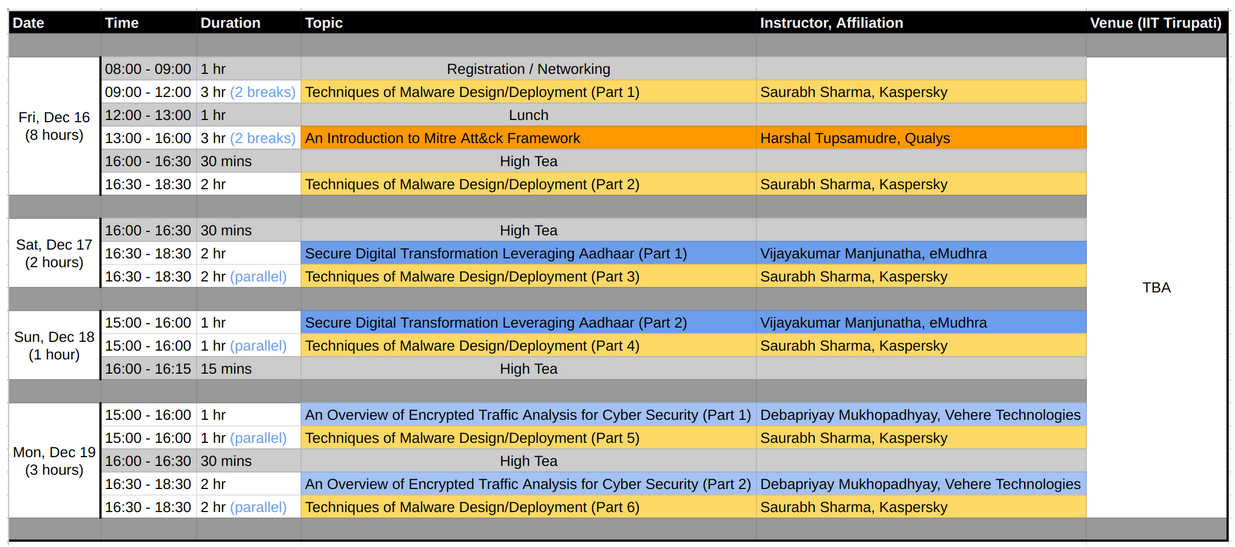 Date Time Duration Topic Instructor, Affiliation Venue (IIT Tirupati)
Fri, Dec 16
(8 hours)
08:00 - 09:00 1 hr Registration / Networking
09:00 - 12:00 3 hr (2 breaks) Techniques of Malware Design/Deployment (Part 1) Saurabh Sharma, Kaspersky
12:00 - 13:00 1 hr Lunch
13:00 - 16:00 3 hr (2 breaks) An Introduction to Mitre Att&ck Framework Harshal Tupsamudre, Qualys
16:00 - 16:30 30 mins High Tea
16:30 - 18:30 2 hr Techniques of Malware Design/Deployment (Part 2) Saurabh Sharma, Kaspersky
Sat, Dec 17
(2 hours)
16:00 - 16:30 30 mins High Tea
16:30 - 18:30 2 hr Secure Digital Transformation Leveraging Aadhaar (Part 1) Vijayakumar Manjunatha, eMudhra
16:30 - 18:30 2 hr (parallel) Techniques of Malware Design/Deployment (Part 3) Saurabh Sharma, Kaspersky
TBA
Sun, Dec 18
(1 hour)
15:00 - 16:00 1 hr Secure Digital Transformation Leveraging Aadhaar (Part 2) Vijayakumar Manjunatha, eMudhra
15:00 - 16:00 1 hr (parallel) Techniques of Malware Design/Deployment (Part 4) Saurabh Sharma, Kaspersky
16:00 - 16:15 15 mins High Tea
Mon, Dec 19
(3 hours)
15:00 - 16:00 1 hr An Overview of Encrypted Traffic Analysis for Cyber Security (Part 1) Debapriyay Mukhopadhyay, Vehere Technologies
15:00 - 16:00 1 hr (parallel) Techniques of Malware Design/Deployment (Part 5) Saurabh Sharma, Kaspersky
16:00 - 16:30 30 mins High Tea
16:30 - 18:30 2 hr An Overview of Encrypted Traffic Analysis for Cyber Security (Part 2) Debapriyay Mukhopadhyay, Vehere Technologies
16:30 - 18:30 2 hr (parallel) Techniques of Malware Design/Deployment (Part 6) Saurabh Sharma, Kaspersky